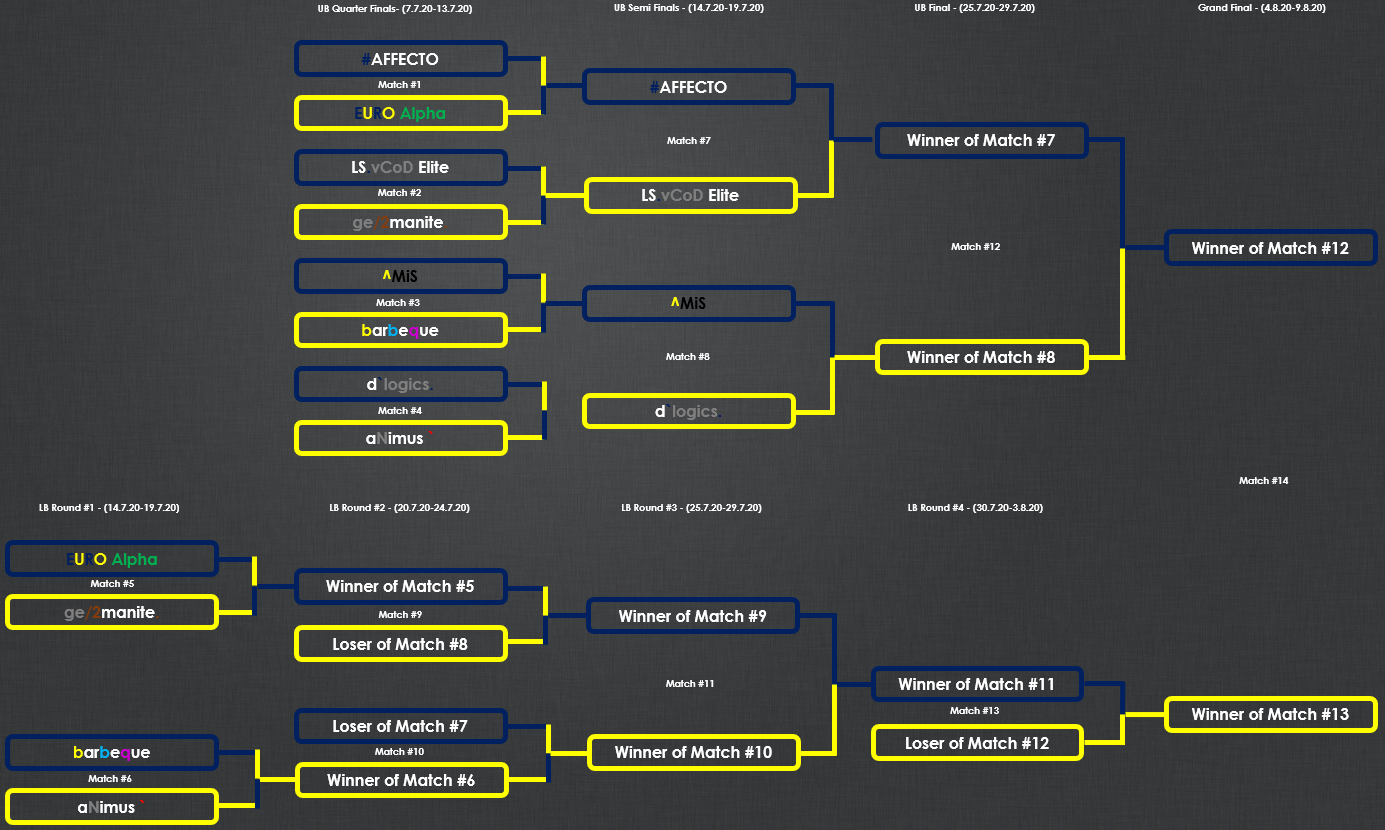 UB Quarter Finals- (7.7.20-13.7.20)
UB Semi Finals - (14.7.20-19.7.20)
UB Final - (25.7.20-29.7.20)
Grand Final - (4.8.20-9.8.20)
#AFFECTO
Match #1
EURO Alpha
LS.vCoD Elite
Match #2
ge/2manite
^MiS
Match #3
barbeque
d`logics.
Match #4
aNimus `
#AFFECTO
Match #7
LS.vCoD Elite
^MiS
Match #8
d`logics.
Winner of Match #7
Match #12
Winner of Match #8
Winner of Match #12
Match #14
LB Round #1 - (14.7.20-19.7.20)
LB Round #2 - (20.7.20-24.7.20)
LB Round #3 - (25.7.20-29.7.20)
LB Round #4 - (30.7.20-3.8.20)
EURO Alpha
Match #5
ge/2manite
barbeque
Match #6
aNimus `
Winner of Match #5
Match #9
Loser of Match #8
Loser of Match #7
Match #10
Winner of Match #6
Winner of Match #9
Match #11
Winner of Match #10
Winner of Match #11
Match #13
Loser of Match #12
Winner of Match #13